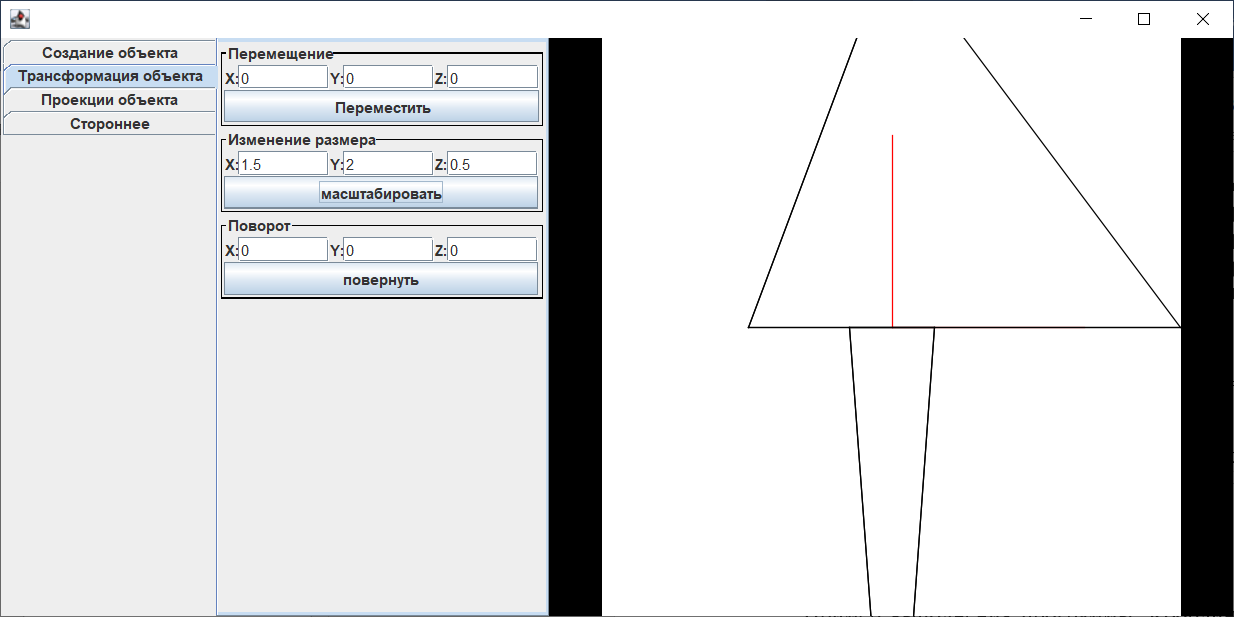 Создание объекта
Трансформация объекта
Проекции объекта
Стороннее
Перемещение
X: 0 Y: 0 Z: 0
Переместить
Изменение размера
X: 1.5 Y: 2 Z: 0.5
масштабировать
Поворот
X: 0 Y: 0 Z: 0
повернуть